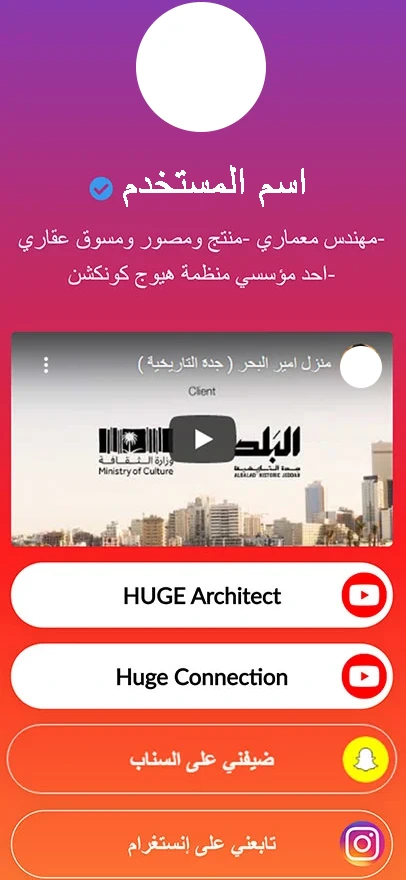 اسم المستخدم
-مهندس معماري -منتج ومصور ومسوق عقاري
-احد مؤسسي منظمة هيوج كونكشن
منزل امير البحر ( جدة التاريخية )
Client
وزارة الثقافة
Ministry of Culture
البلد
جدة التاريخية
ALBALAD HISTORIC JEDDAH
HUGE Architect
Huge Connection
ضيفني على السناب
تابعني على إنستغرام